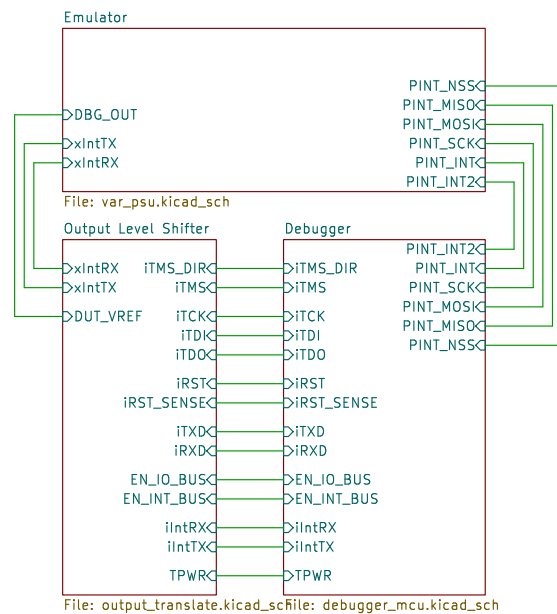 Emulator
PINT_NSS
PINT_MISO
PINT_MOSI
DBG_OUT
PINT_SCK
xIntTX
PINT_INT
xIntRX
PINT_INT2
File: var_psu.kicad_sch
Output Level Shifter
Debugger
PINT_INT2
xIntRX iTMS_DIR iTMS_DIR PINT_INT
xIntTX iTMS iTMS PINT_SCK
PINT_MOSI
DUT_VREF iTCK iTCK
PINT_MISO
iTDI iTDI
PINT_NSS
iTDO iTDO
iRST iRST
iRST_SENSE iRST_SENSE
iTXD iTXD
iRXD iRXD
EN_IO_BUS EN_IO_BUS
EN_INT_BUS EN_INT_BUS
iIntRX iIntRX
iIntTX iIntTX
TPWR TPWR
File: output_translate.kicad_sch
File: debugger_mcu.kicad_sch